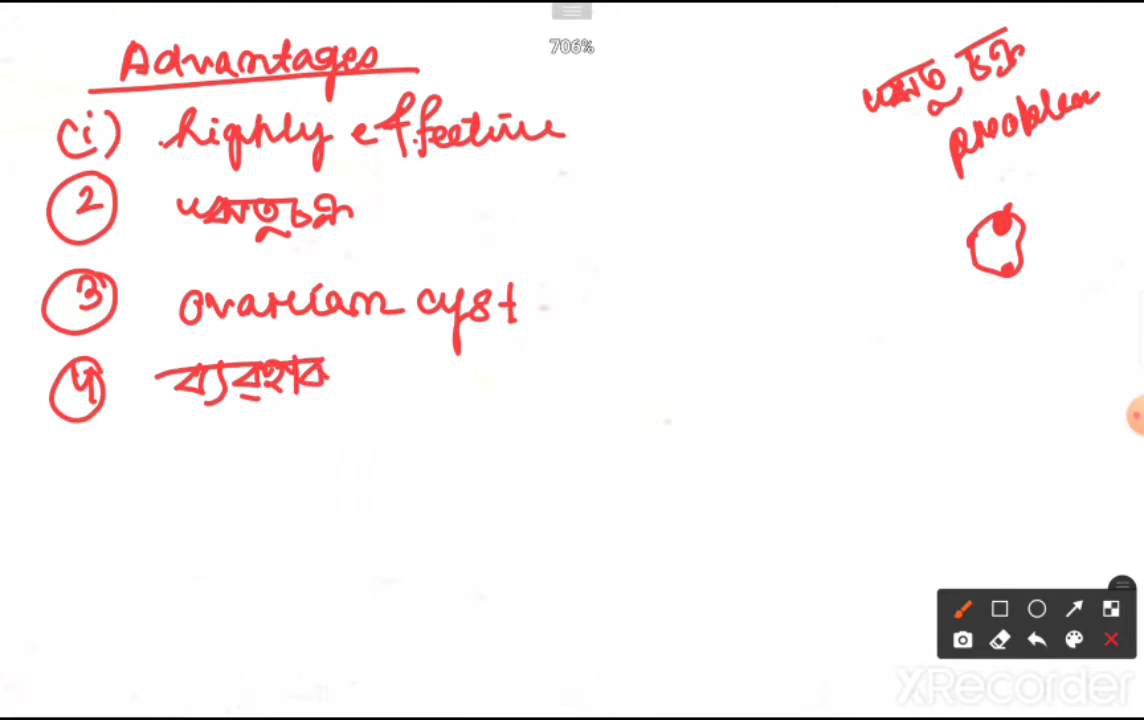 Advantages
(i) highly effective
2 ঋতুচক্র
3 ovarian cyst
4 ব্যবহার
ঋতু চক্র
problem
706%
XRecorder